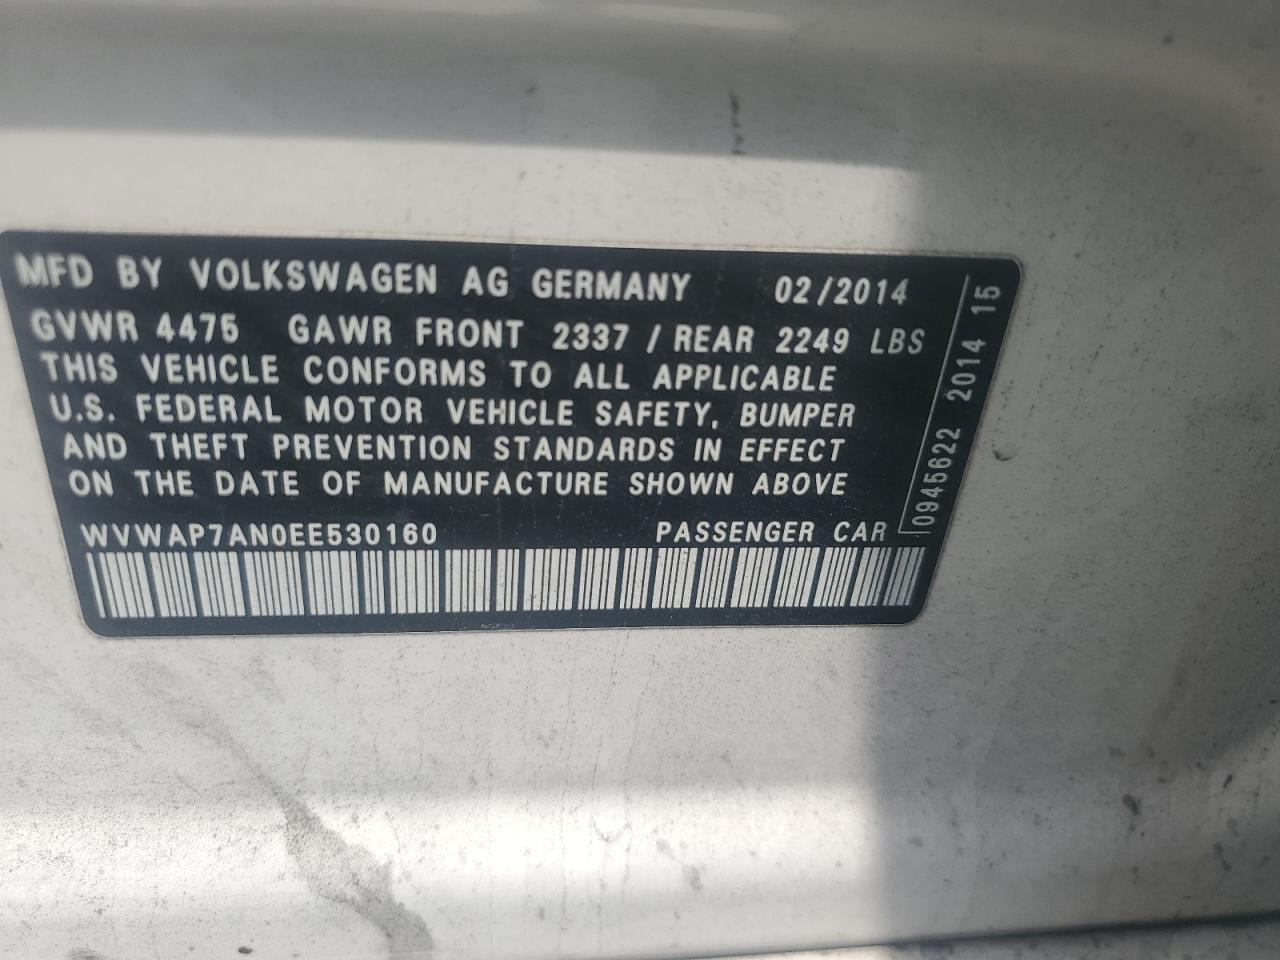 MFD BY VOLKSWAGEN AG GERMANY 02/2014
GVWR 4475 GAWR FRONT 2337 / REAR 2249 LBS
THIS VEHICLE CONFORMS TO ALL APPLICABLE
U.S. FEDERAL MOTOR VEHICLE SAFETY, BUMPER
AND THEFT PREVENTION STANDARDS IN EFFECT
ON THE DATE OF MANUFACTURE SHOWN ABOVE
WVWAP7AN0EE530160 PASSENGER CAR
0945622 2014 15